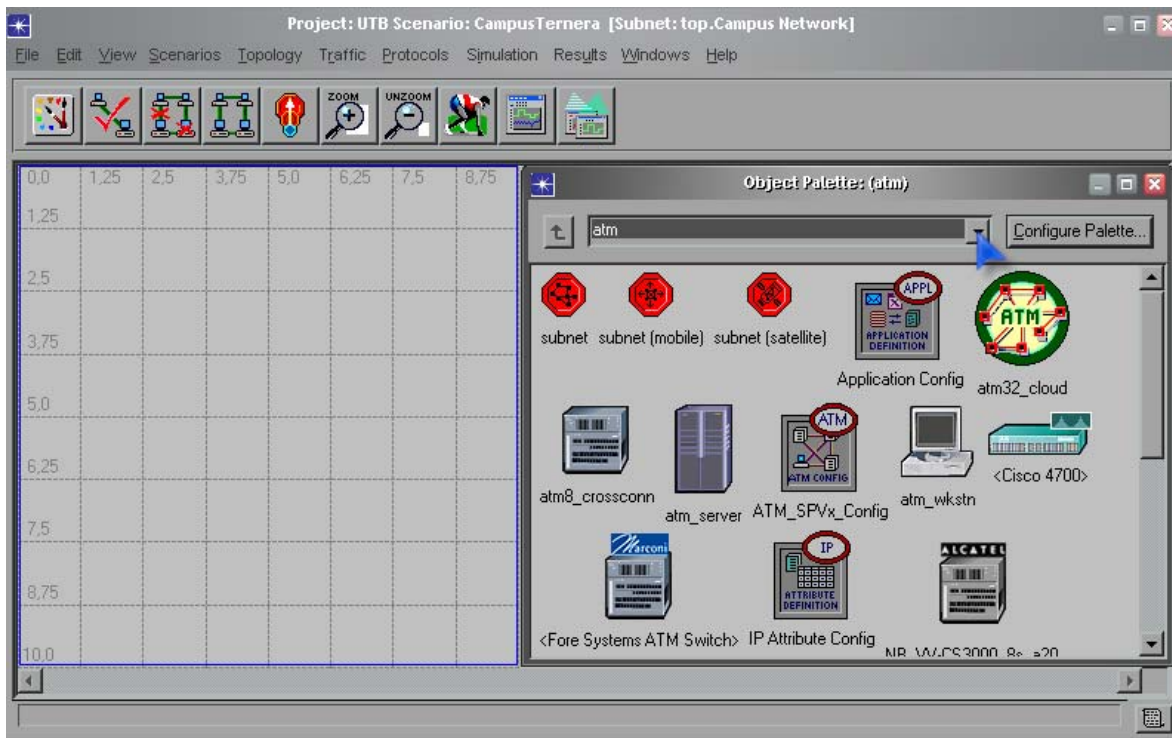 Project: UTB Scenario: CampusTernera [Subnet: top.Campus Network]
File Edit View Scenarios Topology Traffic Protocols Simulation Results Windows Help
ZOOM UNZOOM
0,0 1,25 2,5 3,75 5,0 6,25 7,5 8,75
1,25
2,5
3,75
5,0
6,25
7,5
8,75
10,0
Object Palette: (atm)
atm
Configure Palette...
APPL
APPLICATION
DEFINITION
ATM
subnet subnet (mobile) subnet (satellite)
Application Config atm32_cloud
ATM
ATM CONFIG
atm8_crossconn atm_server ATM_SPVx_Config atm_wkstn <Cisco 4700>
Marconi
IP
ATTRIBUTE
DEFINITION
ALCATEL
<Fore Systems ATM Switch> IP Attribute Config